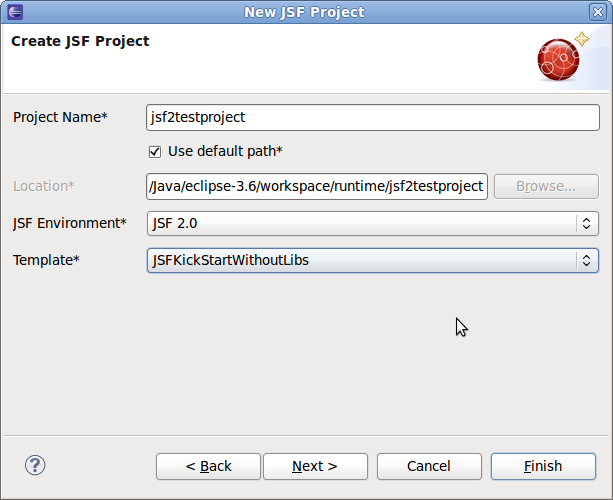 New JSF Project
Create JSF Project
Project Name* jsf2testproject
Use default path*
Location* /Java/eclipse-3.6/workspace/runtime/jsf2testproject Browse...
JSF Environment* JSF 2.0
Template* JSFKickStartWithoutLibs
? < Back Next > Cancel Finish